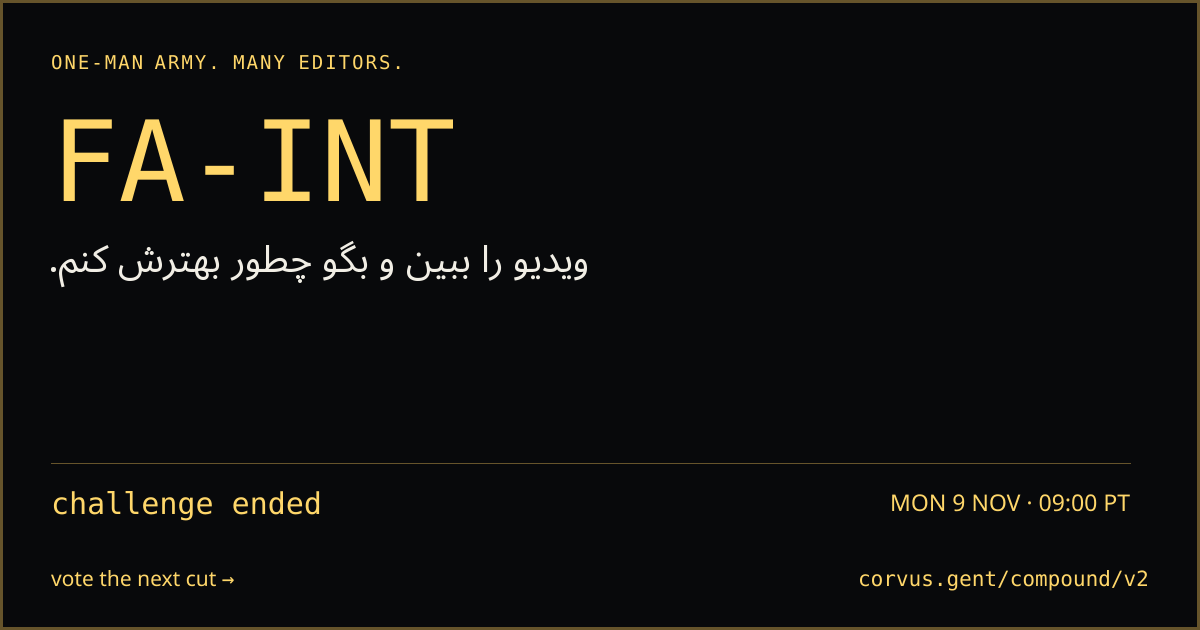 ONE-MAN ARMY. MANY EDITORS.
FA-INT
ویدیو را ببین و بگو چطور بهترش کنم.
challenge ended
MON 9 NOV · 09:00 PT
vote the next cut →
corvus.gent/compound/v2